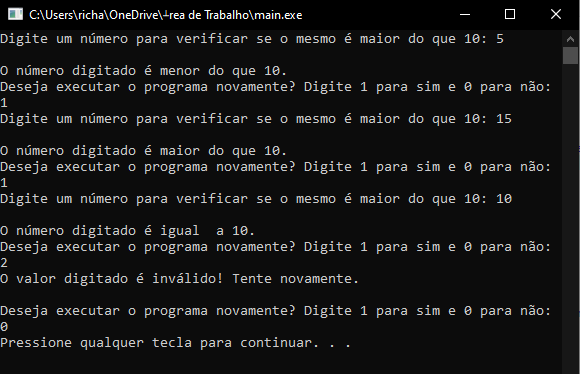 C:\Users\richa\OneDrive\┴rea de Trabalho\main.exe
Digite um número para verificar se o mesmo é maior do que 10: 5
O número digitado é menor do que 10.
Deseja executar o programa novamente? Digite 1 para sim e 0 para não:
1
Digite um número para verificar se o mesmo é maior do que 10: 15
O número digitado é maior do que 10.
Deseja executar o programa novamente? Digite 1 para sim e 0 para não:
1
Digite um número para verificar se o mesmo é maior do que 10: 10
O número digitado é igual  a 10.
Deseja executar o programa novamente? Digite 1 para sim e 0 para não:
2
O valor digitado é inválido! Tente novamente.
Deseja executar o programa novamente? Digite 1 para sim e 0 para não:
0
Pressione qualquer tecla para continuar. . .